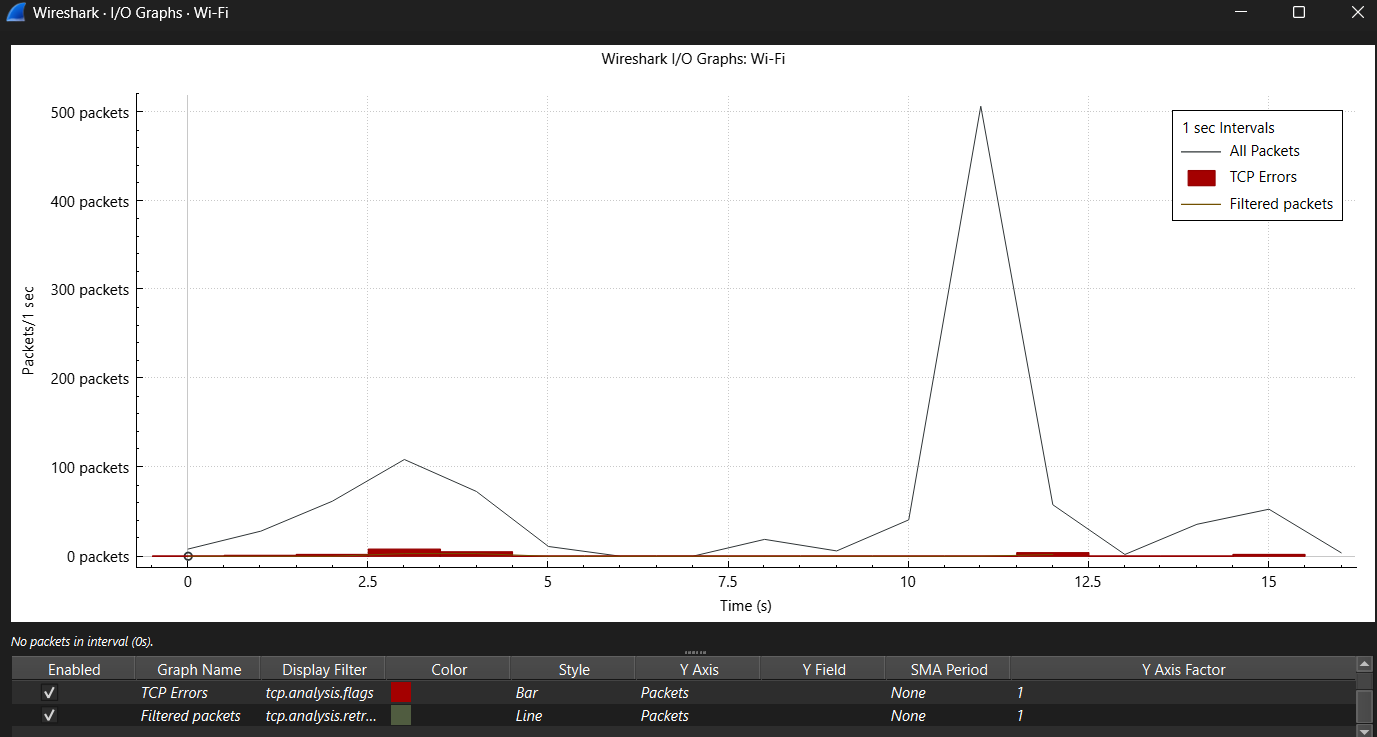 Wireshark · I/O Graphs · Wi-Fi
Wireshark I/O Graphs: Wi-Fi
500 packets
400 packets
300 packets
200 packets
100 packets
0 packets
Packets/1 sec
1 sec Intervals
All Packets
TCP Errors
Filtered packets
0 2.5 5 7.5 10 12.5 15
Time (s)
No packets in interval (0s).
Enabled Graph Name Display Filter Color Style Y Axis Y Field SMA Period Y Axis Factor
TCP Errors tcp.analysis.flags Bar Packets None 1
Filtered packets tcp.analysis.retr... Line Packets None 1